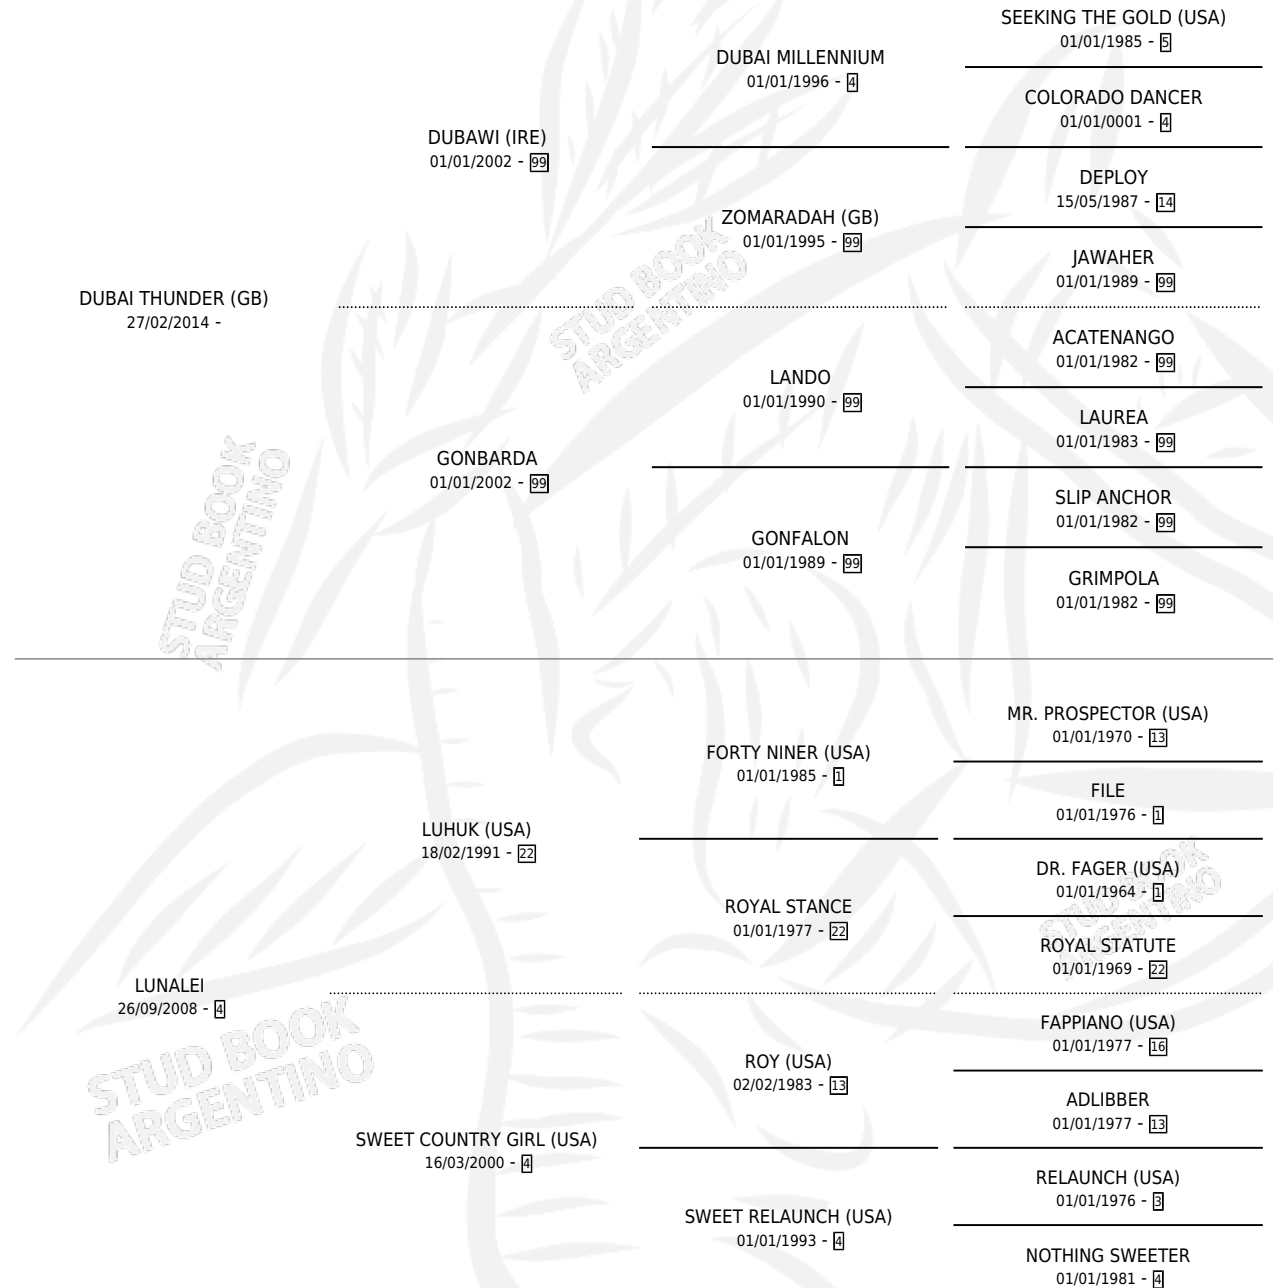 SEEKING THE GOLD (USA)
01/01/1985 - 5
DUBAI MILLENNIUM
01/01/1996 - 4
COLORADO DANCER
01/01/0001 - 4
DUBAWI (IRE)
01/01/2002 - 99
DEPLOY
15/05/1987 - 14
ZOMARADAH (GB)
01/01/1995 - 99
JAWAHER
01/01/1989 - 99
DUBAI THUNDER (GB)
27/02/2014 -
STUD BOOK
ARGENTINO
ACATENANGO
01/01/1982 - 99
LANDO
01/01/1990 - 99
LAUREA
01/01/1983 - 99
GONBARDA
01/01/2002 - 99
SLIP ANCHOR
01/01/1982 - 99
GONFALON
01/01/1989 - 99
GRIMPOLA
01/01/1982 - 99
STUD BOOK
ARGENTINO
MR. PROSPECTOR (USA)
01/01/1970 - 13
FORTY NINER (USA)
01/01/1985 - 1
FILE
01/01/1976 - 1
LUHUK (USA)
18/02/1991 - 22
DR. FAGER (USA)
01/01/1964 - 1
ROYAL STANCE
01/01/1977 - 22
STUD BOOK
ARGENTINO
ROYAL STATUTE
01/01/1969 - 22
LUNALEI
26/09/2008 - 4
STUD BOOK
ARGENTINO
FAPPIANO (USA)
01/01/1977 - 16
ROY (USA)
02/02/1983 - 13
ADLIBBER
01/01/1977 - 13
SWEET COUNTRY GIRL (USA)
16/03/2000 - 4
RELAUNCH (USA)
01/01/1976 - 3
SWEET RELAUNCH (USA)
01/01/1993 - 4
NOTHING SWEETER
01/01/1981 - 4